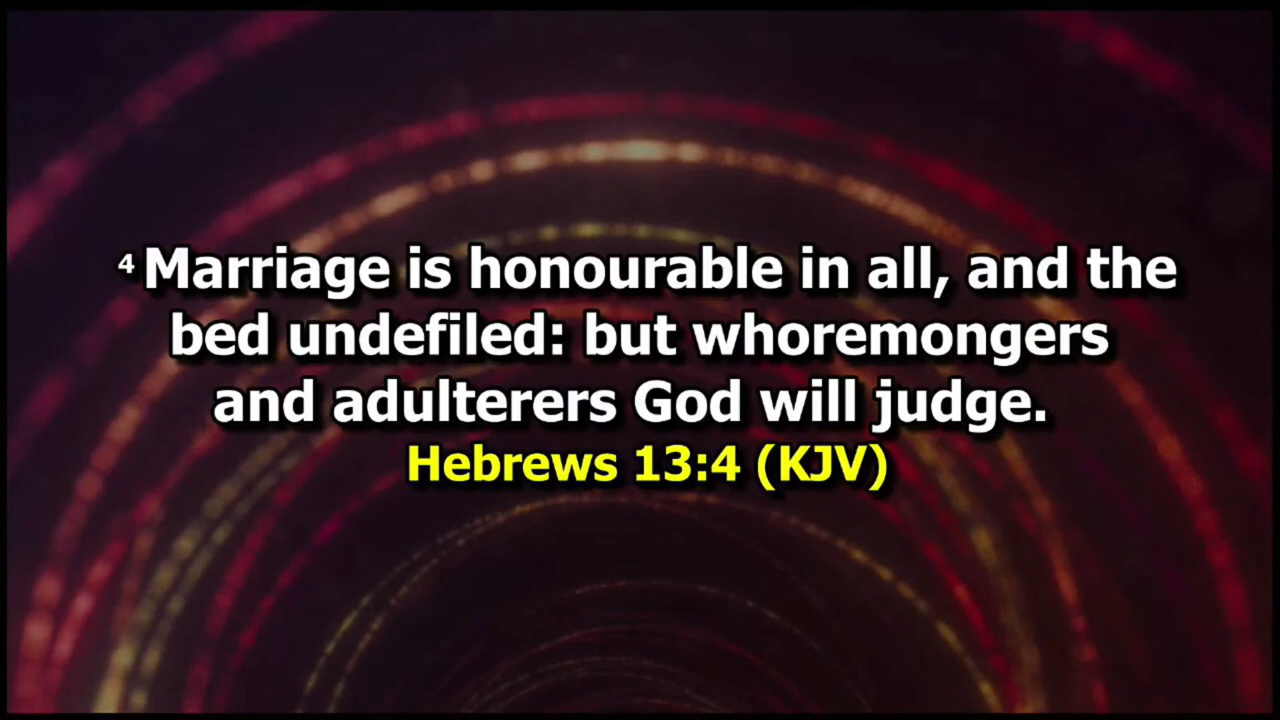 4 Marriage is honourable in all, and the
bed undefiled: but whoremongers
and adulterers God will judge.
Hebrews 13:4 (KJV)